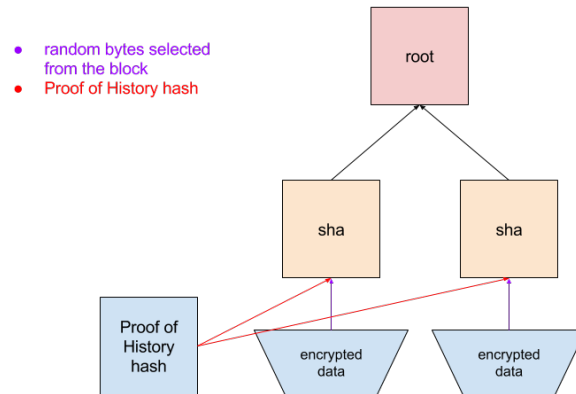 random bytes selected
from the block
Proof of History hash
root
sha
sha
Proof of
History
hash
encrypted
data
encrypted
data